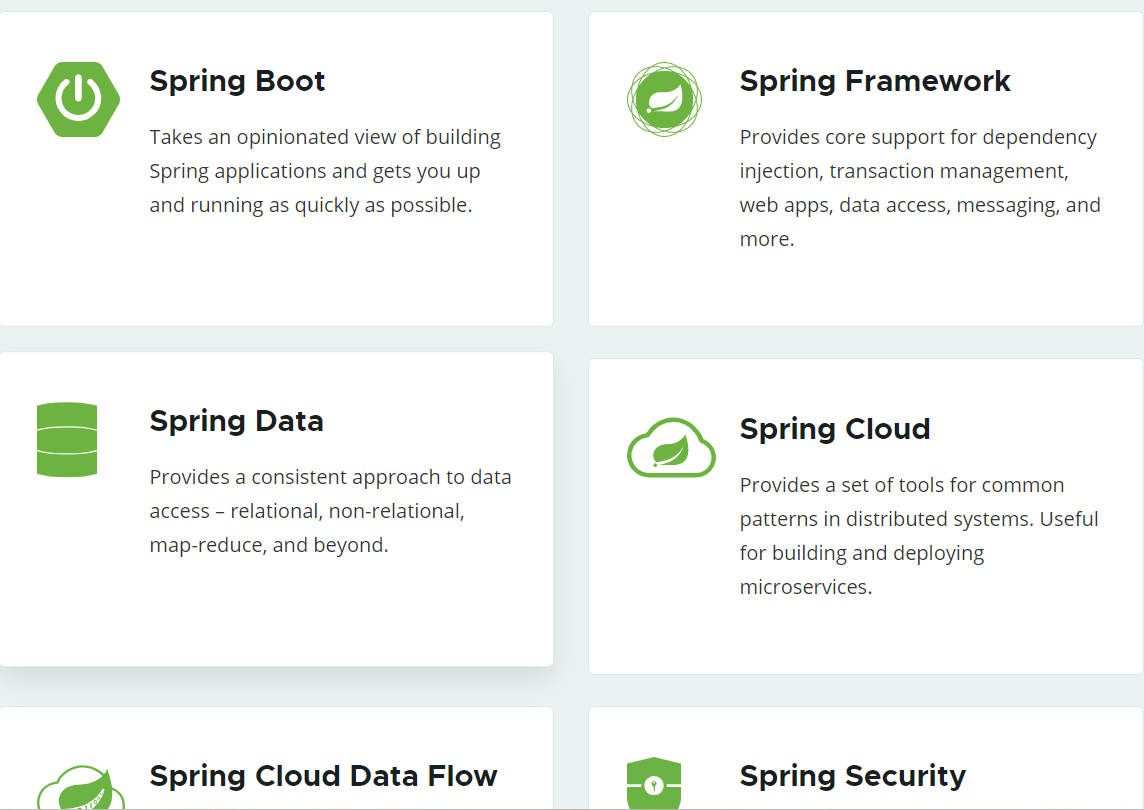 Spring Boot
Takes an opinionated view of building
Spring applications and gets you up
and running as quickly as possible.
Spring Framework
Provides core support for dependency
injection, transaction management,
web apps, data access, messaging, and
more.
Spring Data
Provides a consistent approach to data
access – relational, non-relational,
map-reduce, and beyond.
Spring Cloud
Provides a set of tools for common
patterns in distributed systems. Useful
for building and deploying
microservices.
Spring Cloud Data Flow
Spring Security